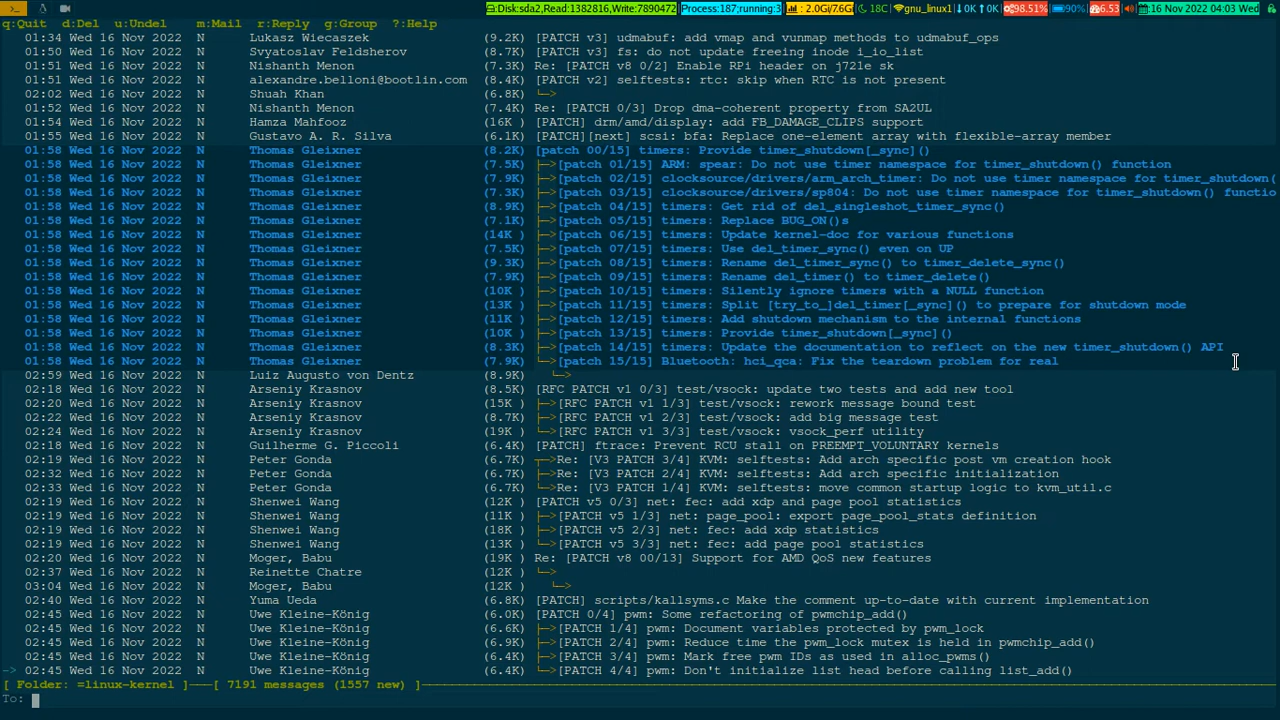 Disk:sda2,Read:1382816,Write:7890472 Process:187;running:3 2.0Gi/7.6Gi 18C gnu_linux1 0K 0K 98.51% 90% 6.53 :16 Nov 2022 04:03 Wed
q:Quit d:Del u:Undel m:Mail r:Reply g:Group ?:Help
01:34 Wed 16 Nov 2022 N Lukasz Wiecaszek (9.2K) [PATCH v3] udmabuf: add vmap and vunmap methods to udmabuf_ops
01:50 Wed 16 Nov 2022 N Svyatoslav Feldsherov (8.7K) [PATCH v3] fs: do not update freeing inode i_io_list
01:51 Wed 16 Nov 2022 N Nishanth Menon (7.3K) Re: [PATCH v8 0/2] Enable RPi header on j721e sk
01:51 Wed 16 Nov 2022 N alexandre.belloni@bootlin.com (8.4K) [PATCH v2] selftests: rtc: skip when RTC is not present
02:02 Wed 16 Nov 2022 N Shuah Khan (6.8K) └─>
01:52 Wed 16 Nov 2022 N Nishanth Menon (7.4K) Re: [PATCH 0/3] Drop dma-coherent property from SA2UL
01:54 Wed 16 Nov 2022 N Hamza Mahfooz (16K ) [PATCH] drm/amd/display: add FB_DAMAGE_CLIPS support
01:55 Wed 16 Nov 2022 N Gustavo A. R. Silva (6.1K) [PATCH][next] scsi: bfa: Replace one-element array with flexible-array member
01:58 Wed 16 Nov 2022 N Thomas Gleixner (8.2K) [patch 00/15] timers: Provide timer_shutdown[_sync]()
01:58 Wed 16 Nov 2022 N Thomas Gleixner (7.5K) ├─>[patch 01/15] ARM: spear: Do not use timer namespace for timer_shutdown() function
01:58 Wed 16 Nov 2022 N Thomas Gleixner (7.9K) ├─>[patch 02/15] clocksource/drivers/arm_arch_timer: Do not use timer namespace for timer_shutdown(
01:58 Wed 16 Nov 2022 N Thomas Gleixner (7.3K) ├─>[patch 03/15] clocksource/drivers/sp804: Do not use timer namespace for timer_shutdown() functio
01:58 Wed 16 Nov 2022 N Thomas Gleixner (8.9K) ├─>[patch 04/15] timers: Get rid of del_singleshot_timer_sync()
01:58 Wed 16 Nov 2022 N Thomas Gleixner (7.1K) ├─>[patch 05/15] timers: Replace BUG_ON()s
01:58 Wed 16 Nov 2022 N Thomas Gleixner (14K ) ├─>[patch 06/15] timers: Update kernel-doc for various functions
01:58 Wed 16 Nov 2022 N Thomas Gleixner (7.5K) ├─>[patch 07/15] timers: Use del_timer_sync() even on UP
01:58 Wed 16 Nov 2022 N Thomas Gleixner (9.3K) ├─>[patch 08/15] timers: Rename del_timer_sync() to timer_delete_sync()
01:58 Wed 16 Nov 2022 N Thomas Gleixner (7.9K) ├─>[patch 09/15] timers: Rename del_timer() to timer_delete()
01:58 Wed 16 Nov 2022 N Thomas Gleixner (10K ) ├─>[patch 10/15] timers: Silently ignore timers with a NULL function
01:58 Wed 16 Nov 2022 N Thomas Gleixner (13K ) ├─>[patch 11/15] timers: Split [try_to_]del_timer[_sync]() to prepare for shutdown mode
01:58 Wed 16 Nov 2022 N Thomas Gleixner (11K ) ├─>[patch 12/15] timers: Add shutdown mechanism to the internal functions
01:58 Wed 16 Nov 2022 N Thomas Gleixner (10K ) ├─>[patch 13/15] timers: Provide timer_shutdown[_sync]()
01:58 Wed 16 Nov 2022 N Thomas Gleixner (8.3K) ├─>[patch 14/15] timers: Update the documentation to reflect on the new timer_shutdown() API
01:58 Wed 16 Nov 2022 N Thomas Gleixner (7.9K) └─>[patch 15/15] Bluetooth: hci_qca: Fix the teardown problem for real
02:59 Wed 16 Nov 2022 N Luiz Augusto von Dentz (8.9K) └─>
02:18 Wed 16 Nov 2022 N Arseniy Krasnov (8.5K) [RFC PATCH v1 0/3] test/vsock: update two tests and add new tool
02:20 Wed 16 Nov 2022 N Arseniy Krasnov (15K ) ├─>[RFC PATCH v1 1/3] test/vsock: rework message bound test
02:22 Wed 16 Nov 2022 N Arseniy Krasnov (8.7K) ├─>[RFC PATCH v1 2/3] test/vsock: add big message test
02:24 Wed 16 Nov 2022 N Arseniy Krasnov (19K ) └─>[RFC PATCH v1 3/3] test/vsock: vsock_perf utility
02:18 Wed 16 Nov 2022 N Guilherme G. Piccoli (6.4K) [PATCH] ftrace: Prevent RCU stall on PREEMPT_VOLUNTARY kernels
02:19 Wed 16 Nov 2022 N Peter Gonda (6.7K) ┬─>Re: [V3 PATCH 3/4] KVM: selftests: Add arch specific post vm creation hook
02:32 Wed 16 Nov 2022 N Peter Gonda (6.7K) ├─>Re: [V3 PATCH 2/4] KVM: selftests: Add arch specific initialization
02:33 Wed 16 Nov 2022 N Peter Gonda (6.7K) └─>Re: [V3 PATCH 1/4] KVM: selftests: move common startup logic to kvm_util.c
02:19 Wed 16 Nov 2022 N Shenwei Wang (12K ) [PATCH v5 0/3] net: fec: add xdp and page pool statistics
02:19 Wed 16 Nov 2022 N Shenwei Wang (11K ) ├─>[PATCH v5 1/3] net: page_pool: export page_pool_stats definition
02:19 Wed 16 Nov 2022 N Shenwei Wang (18K ) ├─>[PATCH v5 2/3] net: fec: add xdp statistics
02:19 Wed 16 Nov 2022 N Shenwei Wang (13K ) └─>[PATCH v5 3/3] net: fec: add page pool statistics
02:20 Wed 16 Nov 2022 N Moger, Babu (19K ) Re: [PATCH v8 00/13] Support for AMD QoS new features
02:37 Wed 16 Nov 2022 N Reinette Chatre (12K ) └─>
03:04 Wed 16 Nov 2022 N Moger, Babu (12K ) └─>
02:40 Wed 16 Nov 2022 N Yuma Ueda (6.8K) [PATCH] scripts/kallsyms.c Make the comment up-to-date with current implementation
02:45 Wed 16 Nov 2022 N Uwe Kleine-König (6.0K) [PATCH 0/4] pwm: Some refactoring of pwmchip_add()
02:45 Wed 16 Nov 2022 N Uwe Kleine-König (6.6K) ├─>[PATCH 1/4] pwm: Document variables protected by pwm_lock
02:45 Wed 16 Nov 2022 N Uwe Kleine-König (6.9K) ├─>[PATCH 2/4] pwm: Reduce time the pwm_lock mutex is held in pwmchip_add()
02:45 Wed 16 Nov 2022 N Uwe Kleine-König (6.4K) ├─>[PATCH 3/4] pwm: Mark free pwm IDs as used in alloc_pwms()
-> 02:45 Wed 16 Nov 2022 N Uwe Kleine-König (6.4K) └─>[PATCH 4/4] pwm: Don't initialize list head before calling list_add()
[ Folder: =linux-kernel ]──[ 7191 messages (1557 new) ]
To: